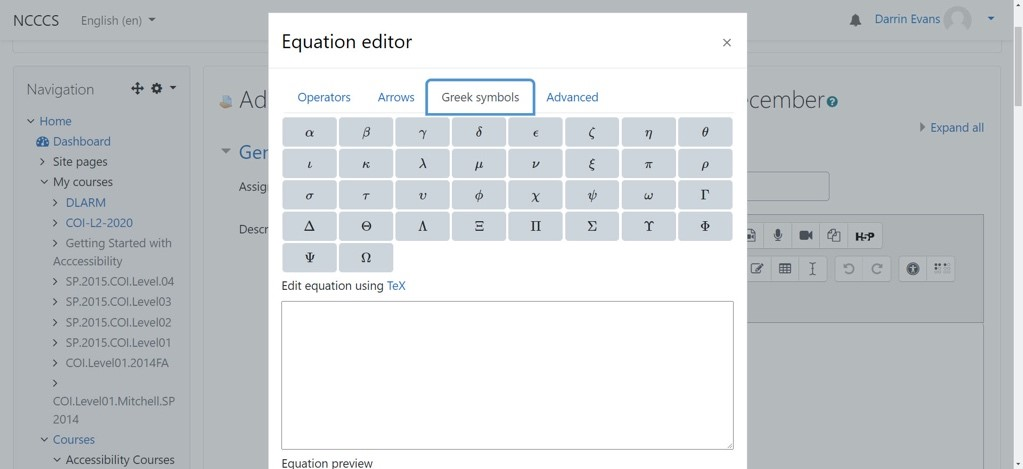 NCCCS English (en) Darrin Evans
Equation editor ×
Operators Arrows Greek symbols Advanced
α β γ δ ϵ ζ η θ
ι κ λ μ ν ξ π ρ
σ τ υ ϕ χ ψ ω Γ
Δ Θ Λ Ξ Π Σ Υ Φ
Ψ Ω
Edit equation using TeX
Equation preview
Navigation
Home
Dashboard
Site pages
My courses
DLARM
COI-L2-2020
Getting Started with
Acccessibility
SP.2015.COI.Level.04
SP.2015.COI.Level03
SP.2015.COI.Level02
SP.2015.COI.Level01
COI.Level01.2014FA
COI.Level01.Mitchell.SP
2014
Courses
Accessibility Courses
Ad
cember
Expand all
Ger
Assig
Descr
H-P